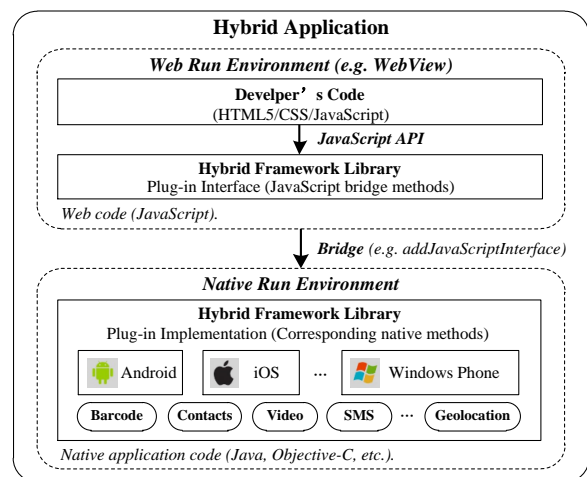 Hybrid Application
Web Run Environment (e.g. WebView)
Develper’s Code
(HTML5/CSS/JavaScript)
JavaScript API
Hybrid Framework Library
Plug-in Interface (JavaScript bridge methods)
Web code (JavaScript).
Bridge (e.g. addJavaScriptInterface)
Native Run Environment
Hybrid Framework Library
Plug-in Implementation (Corresponding native methods)
Android iOS ··· Windows Phone
Barcode Contacts Video SMS ··· Geolocation
Native application code (Java, Objective-C, etc.).